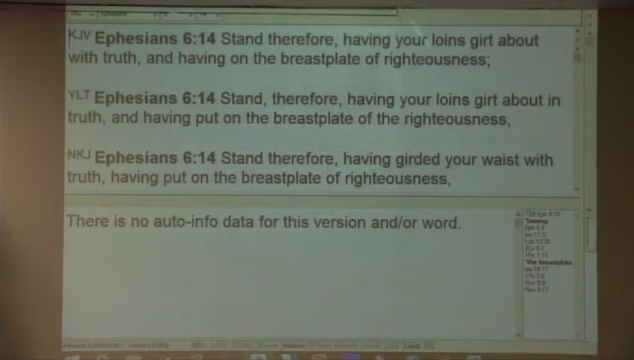 KJV Ephesians 6:14 Stand therefore, having your loins girt about
with truth, and having on the breastplate of righteousness;
YLT Ephesians 6:14 Stand, therefore, having your loins girt about in
truth, and having put on the breastplate of the righteousness,
NKJ Ephesians 6:14 Stand therefore, having girded your waist with
truth, having put on the breastplate of righteousness,
There is no auto-info data for this version and/or word.